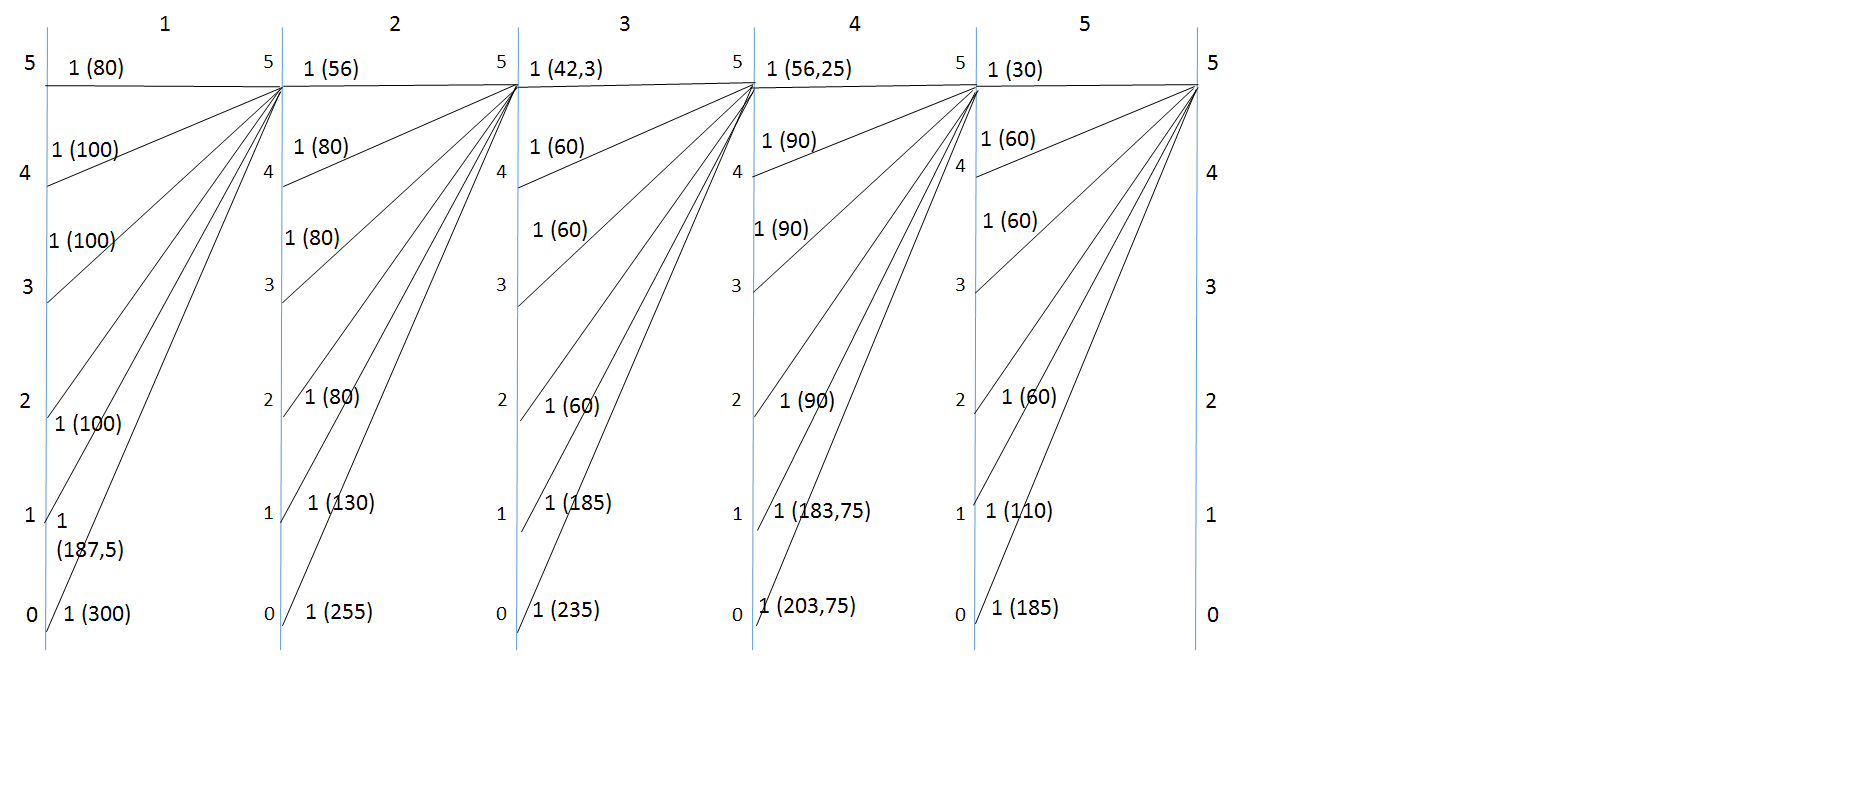 1 2 3 4 5
5 1 (80) 5 1 (56) 5 1 (42,3) 5 1 (56,25) 5 1 (30) 5
1 (100) 1 (80) 1 (60) 1 (90) 1 (60)
4 4 4 4 4 4
1 (100) 1 (80) 1 (60) 1 (90) 1 (60)
3 3 3 3 3 3
2 1 (100) 2 1 (80) 2 1 (60) 2 1 (90) 2 1 (60) 2
1 1 1 1 (130) 1 1 (185) 1 1 (183,75) 1 1 (110) 1
(187,5)
0 1 (300) 0 1 (255) 0 1 (235) 0 1 (203,75) 0 1 (185) 0